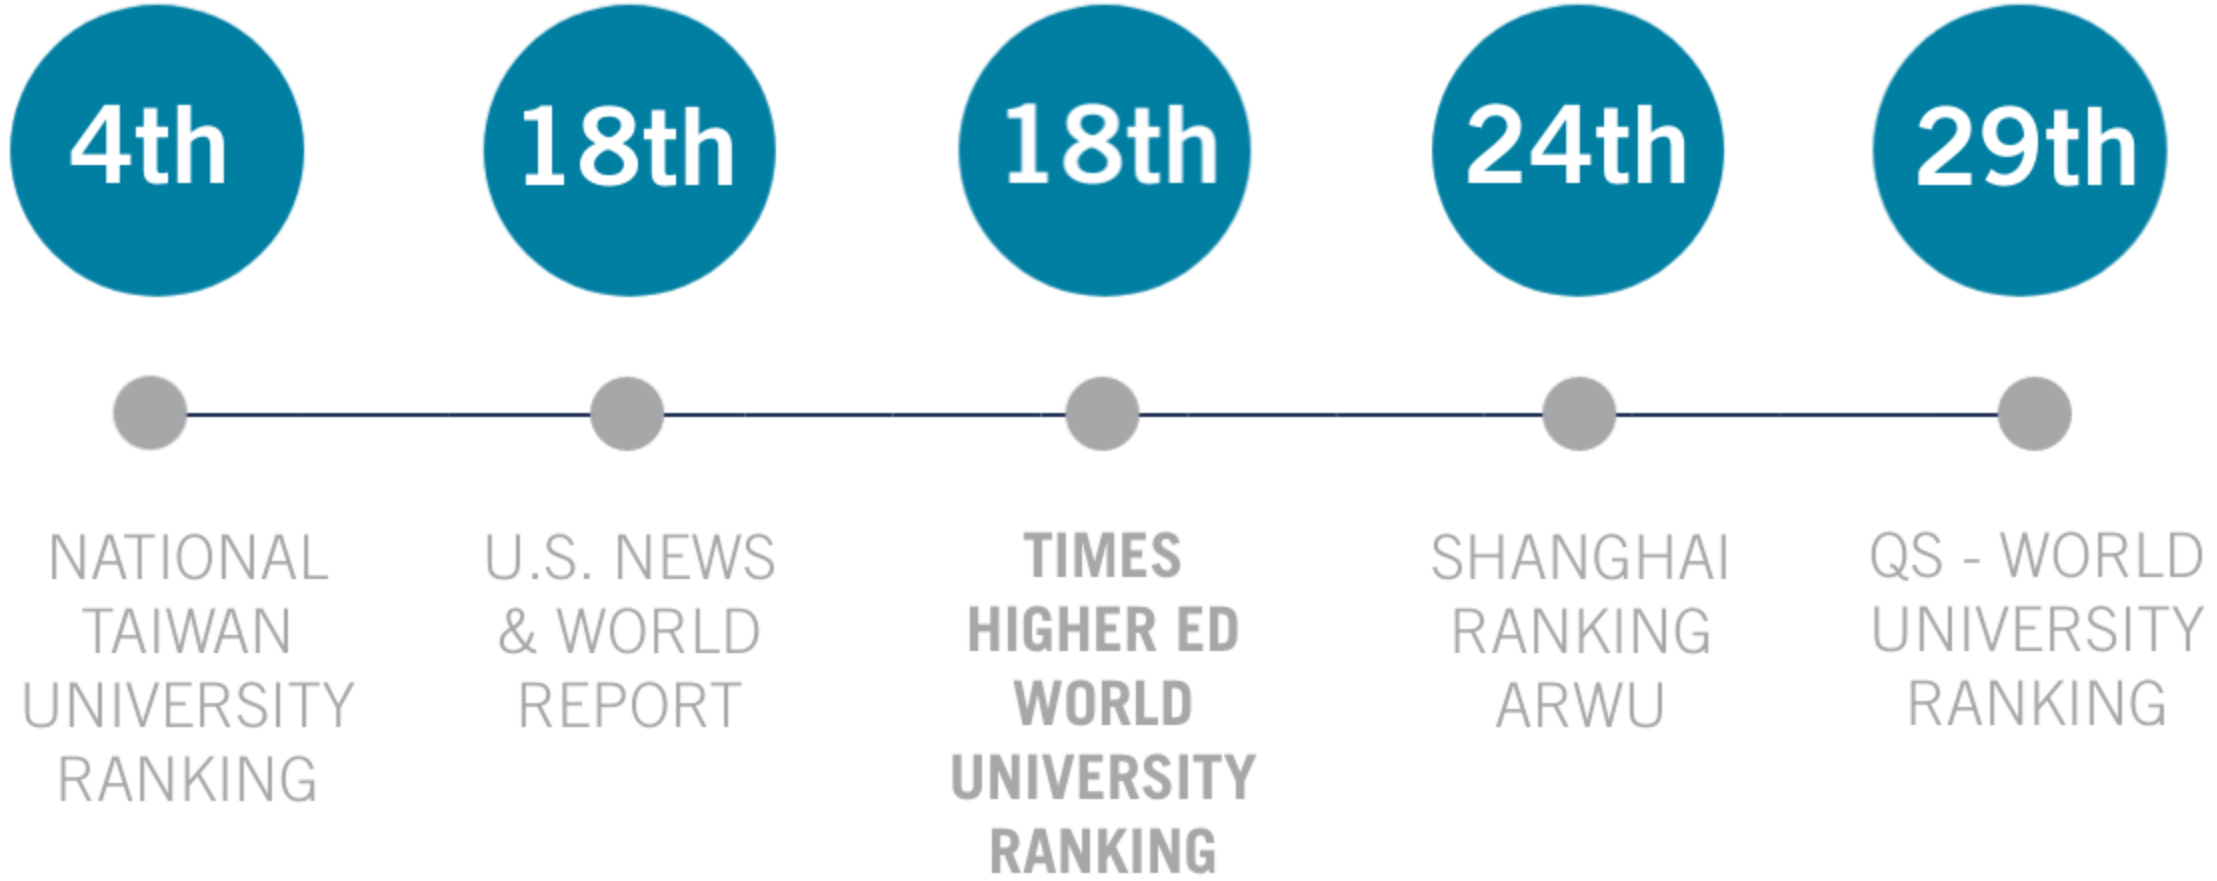 4th
18th
18th
24th
29th
NATIONAL
TAIWAN
UNIVERSITY
RANKING
U.S. NEWS
& WORLD
REPORT
TIMES
HIGHER ED
WORLD
UNIVERSITY
RANKING
SHANGHAI
RANKING
ARWU
QS - WORLD
UNIVERSITY
RANKING